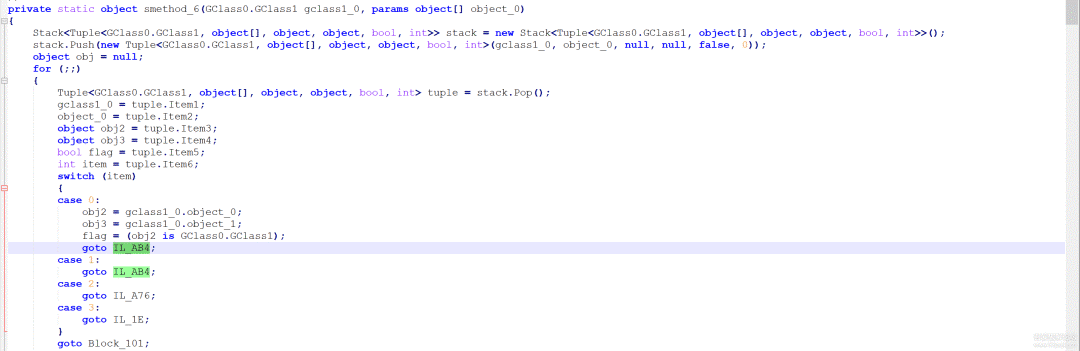 private static object smethod_6(GClass0.GClass1 gclass1_0, params object[] object_0)
{
Stack<Tuple<GClass0.GClass1, object[], object, object, bool, int>> stack = new Stack<Tuple<GClass0.GClass1, object[], object, object, bool, int>>();
stack.Push(new Tuple<GClass0.GClass1, object[], object, object, bool, int>(gclass1_0, object_0, null, null, false, 0));
object obj = null;
for (;;)
{
Tuple<GClass0.GClass1, object[], object, object, bool, int> tuple = stack.Pop();
gclass1_0 = tuple.Item1;
object_0 = tuple.Item2;
object obj2 = tuple.Item3;
object obj3 = tuple.Item4;
bool flag = tuple.Item5;
int item = tuple.Item6;
switch (item)
{
case 0:
obj2 = gclass1_0.object_0;
obj3 = gclass1_0.object_1;
flag = (obj2 is GClass0.GClass1);
goto IL_AB4;
case 1:
goto IL_AB4;
case 2:
goto IL_A76;
case 3:
goto IL_1E;
}
goto Block_101;